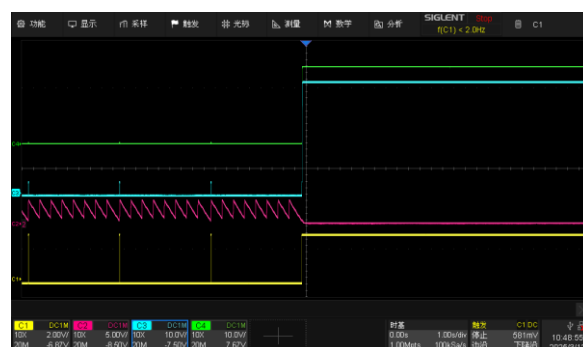 功能 显示 采样 触发 光标 测量 数学 分析 SIGLENT Stop C1
f(C1) < 2.0Hz
C4
C3
C2
C1
C1 DC1M C2 DC1M C3 DC1M C4 DC1M 时基 触发 C1 DC
10X 2.00V/ 10X 5.00V/ 10X 10.0V/ 10X 10.0V/ 0.00s 1.00s/div 停止 581mV
20M -6.87V 20M -8.50V 20M -7.50V 20M 7.67V 1.00Mpts 100kSa/s 边沿 下降沿
10:48:55